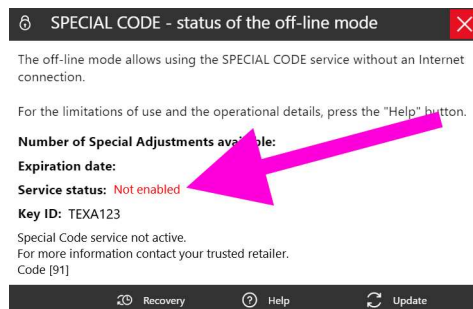 SPECIAL CODE - status of the off-line mode
The off-line mode allows using the SPECIAL CODE service without an Internet
connection.
For the limitations of use and the operational details, press the "Help" button.
Number of Special Adjustments available:
Expiration date:
Service status: Not enabled
Key ID: TEXA123
Special Code service not active.
For more information contact your trusted retailer.
Code [91]
Recovery
Help
Update